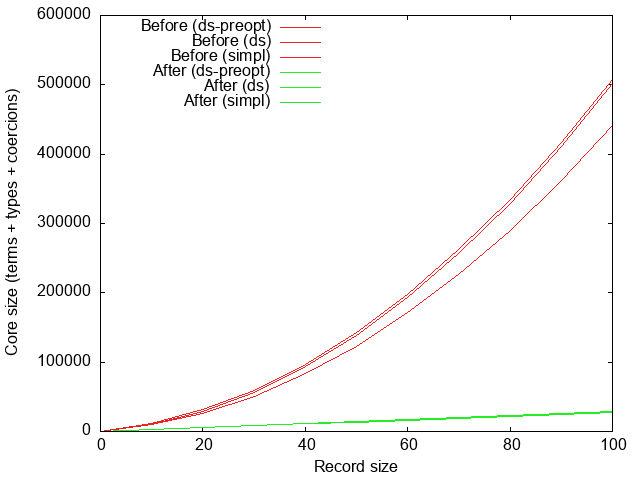 600000
500000
400000
300000
200000
100000
0
Core size (terms + types + coercions)
Before (ds-preopt)
Before (ds)
Before (simpl)
After (ds-preopt)
After (ds)
After (simpl)
0 20 40 60 80 100
Record size